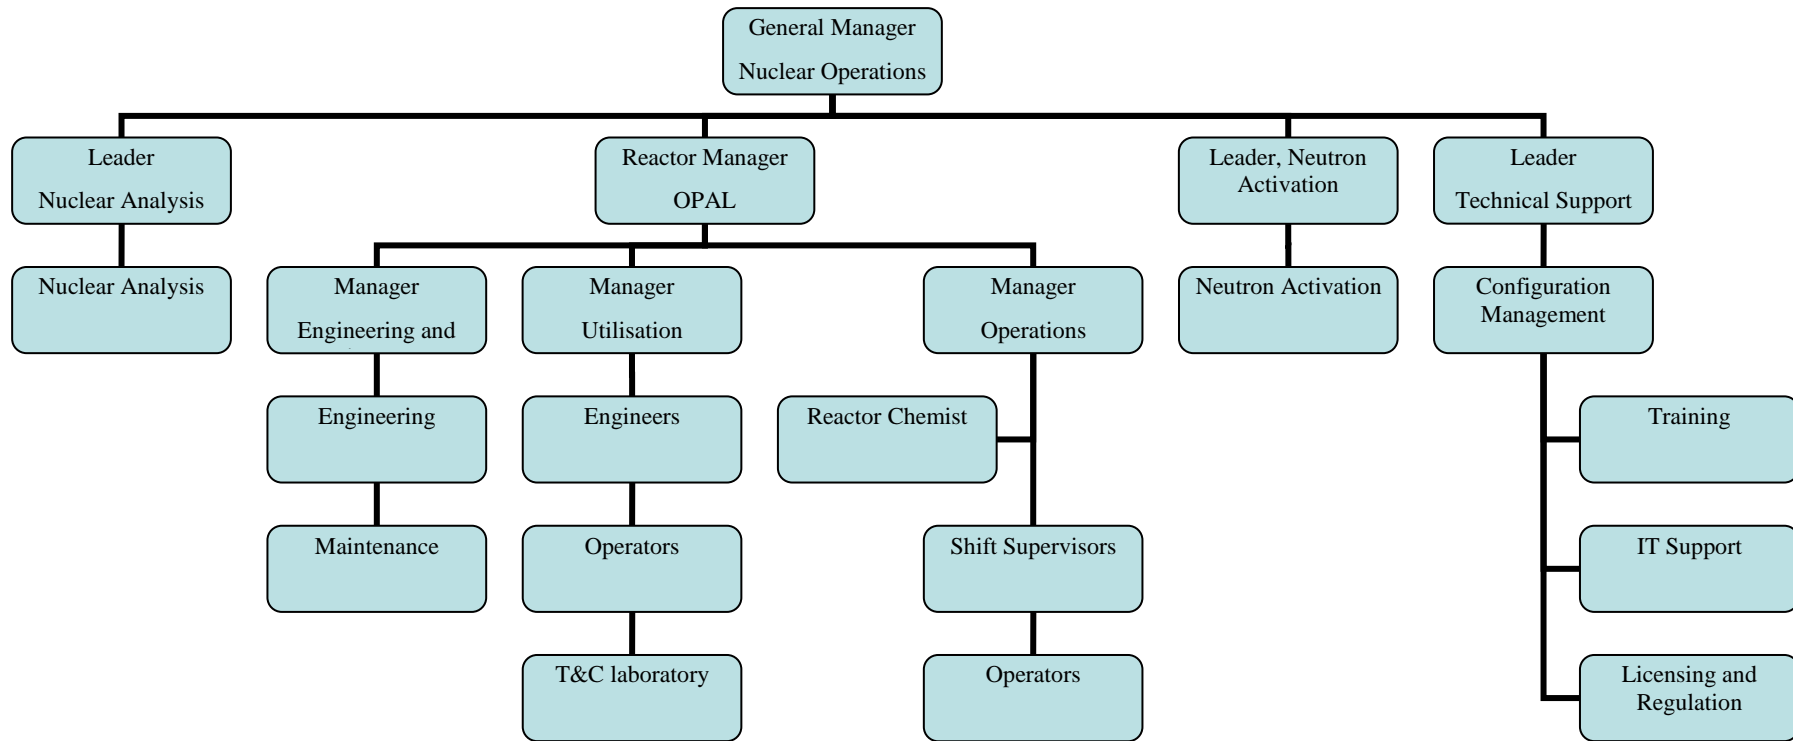 General Manager
Nuclear Operations
Leader
Nuclear Analysis
Reactor Manager
OPAL
Leader, Neutron
Activation
Leader
Technical Support
Nuclear Analysis
Manager
Engineering and
Manager
Utilisation
Manager
Operations
Neutron Activation
Configuration
Management
Engineering
Engineers
Reactor Chemist
Training
Maintenance
Operators
Shift Supervisors
IT Support
T&C laboratory
Operators
Licensing and
Regulation